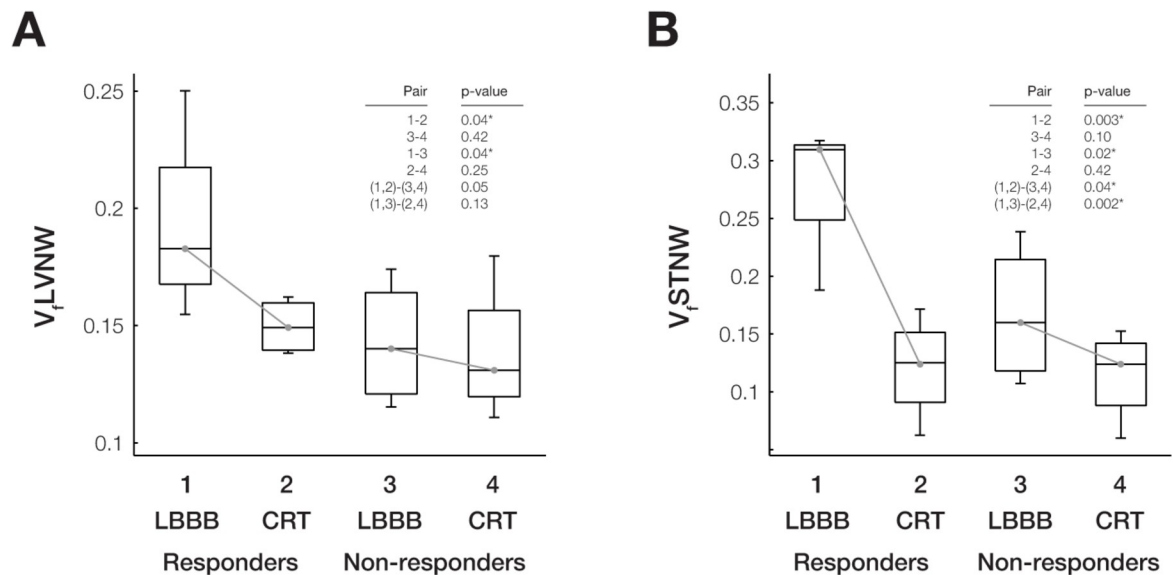 A
V_f LVNW
0.25
0.2
0.15
0.1
Pair p-value
1-2 0.04*
3-4 0.42
1-3 0.04*
2-4 0.25
(1,2)-(3,4) 0.05
(1,3)-(2,4) 0.13
1 2 3 4
LBBB CRT LBBB CRT
Responders Non-responders
B
V_f STNW
0.35
0.3
0.25
0.2
0.15
0.1
Pair p-value
1-2 0.003*
3-4 0.10
1-3 0.02*
2-4 0.42
(1,2)-(3,4) 0.04*
(1,3)-(2,4) 0.002*
1 2 3 4
LBBB CRT LBBB CRT
Responders Non-responders